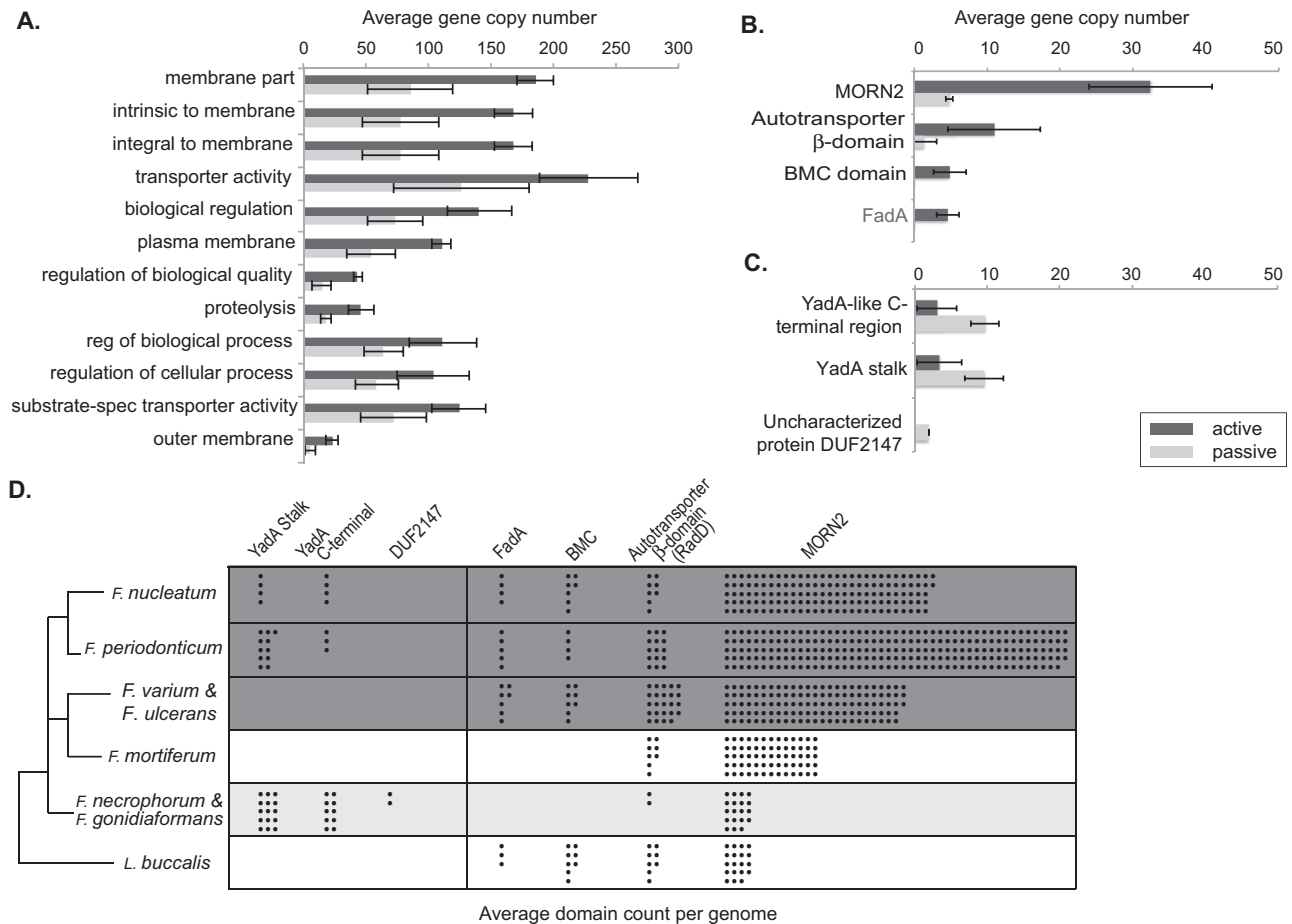 A.
Average gene copy number
0 50 100 150 200 250 300
membrane part
intrinsic to membrane
integral to membrane
transporter activity
biological regulation
plasma membrane
regulation of biological quality
proteolysis
reg of biological process
regulation of cellular process
substrate-spec transporter activity
outer membrane
B.
Average gene copy number
0 10 20 30 40 50
MORN2
Autotransporter
β-domain
BMC domain
FadA
C.
0 10 20 30 40 50
YadA-like C-
terminal region
YadA stalk
Uncharacterized
protein DUF2147
active
passive
D.
YadA Stalk
YadA
C-terminal
DUF2147
FadA
BMC
Autotransporter
β-domain
(RadD)
MORN2
F. nucleatum
F. periodonticum
F. varium &
F. ulcerans
F. mortiferum
F. necrophorum &
F. gonidiaformans
L. buccalis
Average domain count per genome